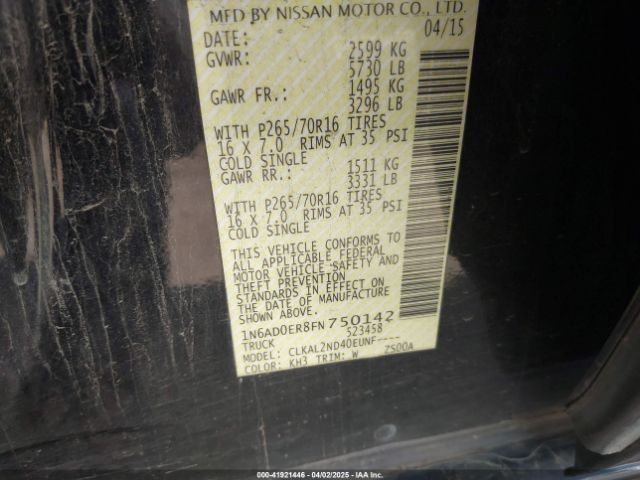 MFD BY NISSAN MOTOR CO., LTD.
DATE: 04/15
GVWR: 2599 KG
5730 LB
GAWR FR.: 1495 KG
3296 LB
WITH P265/70R16 TIRES
16 X 7.0 RIMS AT 35 PSI
COLD SINGLE
GAWR RR.: 1511 KG
3331 LB
WITH P265/70R16 TIRES
16 X 7.0 RIMS AT 35 PSI
COLD SINGLE
THIS VEHICLE CONFORMS TO
ALL APPLICABLE FEDERAL
MOTOR VEHICLE SAFETY AND
THEFT PREVENTION
STANDARDS IN EFFECT ON
THE DATE OF MANUFACTURE
SHOWN ABOVE.
1N6AD0ER8FN750142
TRUCK 523458
MODEL: CLKAL2ND40EUNF----
COLOR: KH3 TRIM: W ZS00A
000-41921446 - 04/02/2025 - IAAI.com